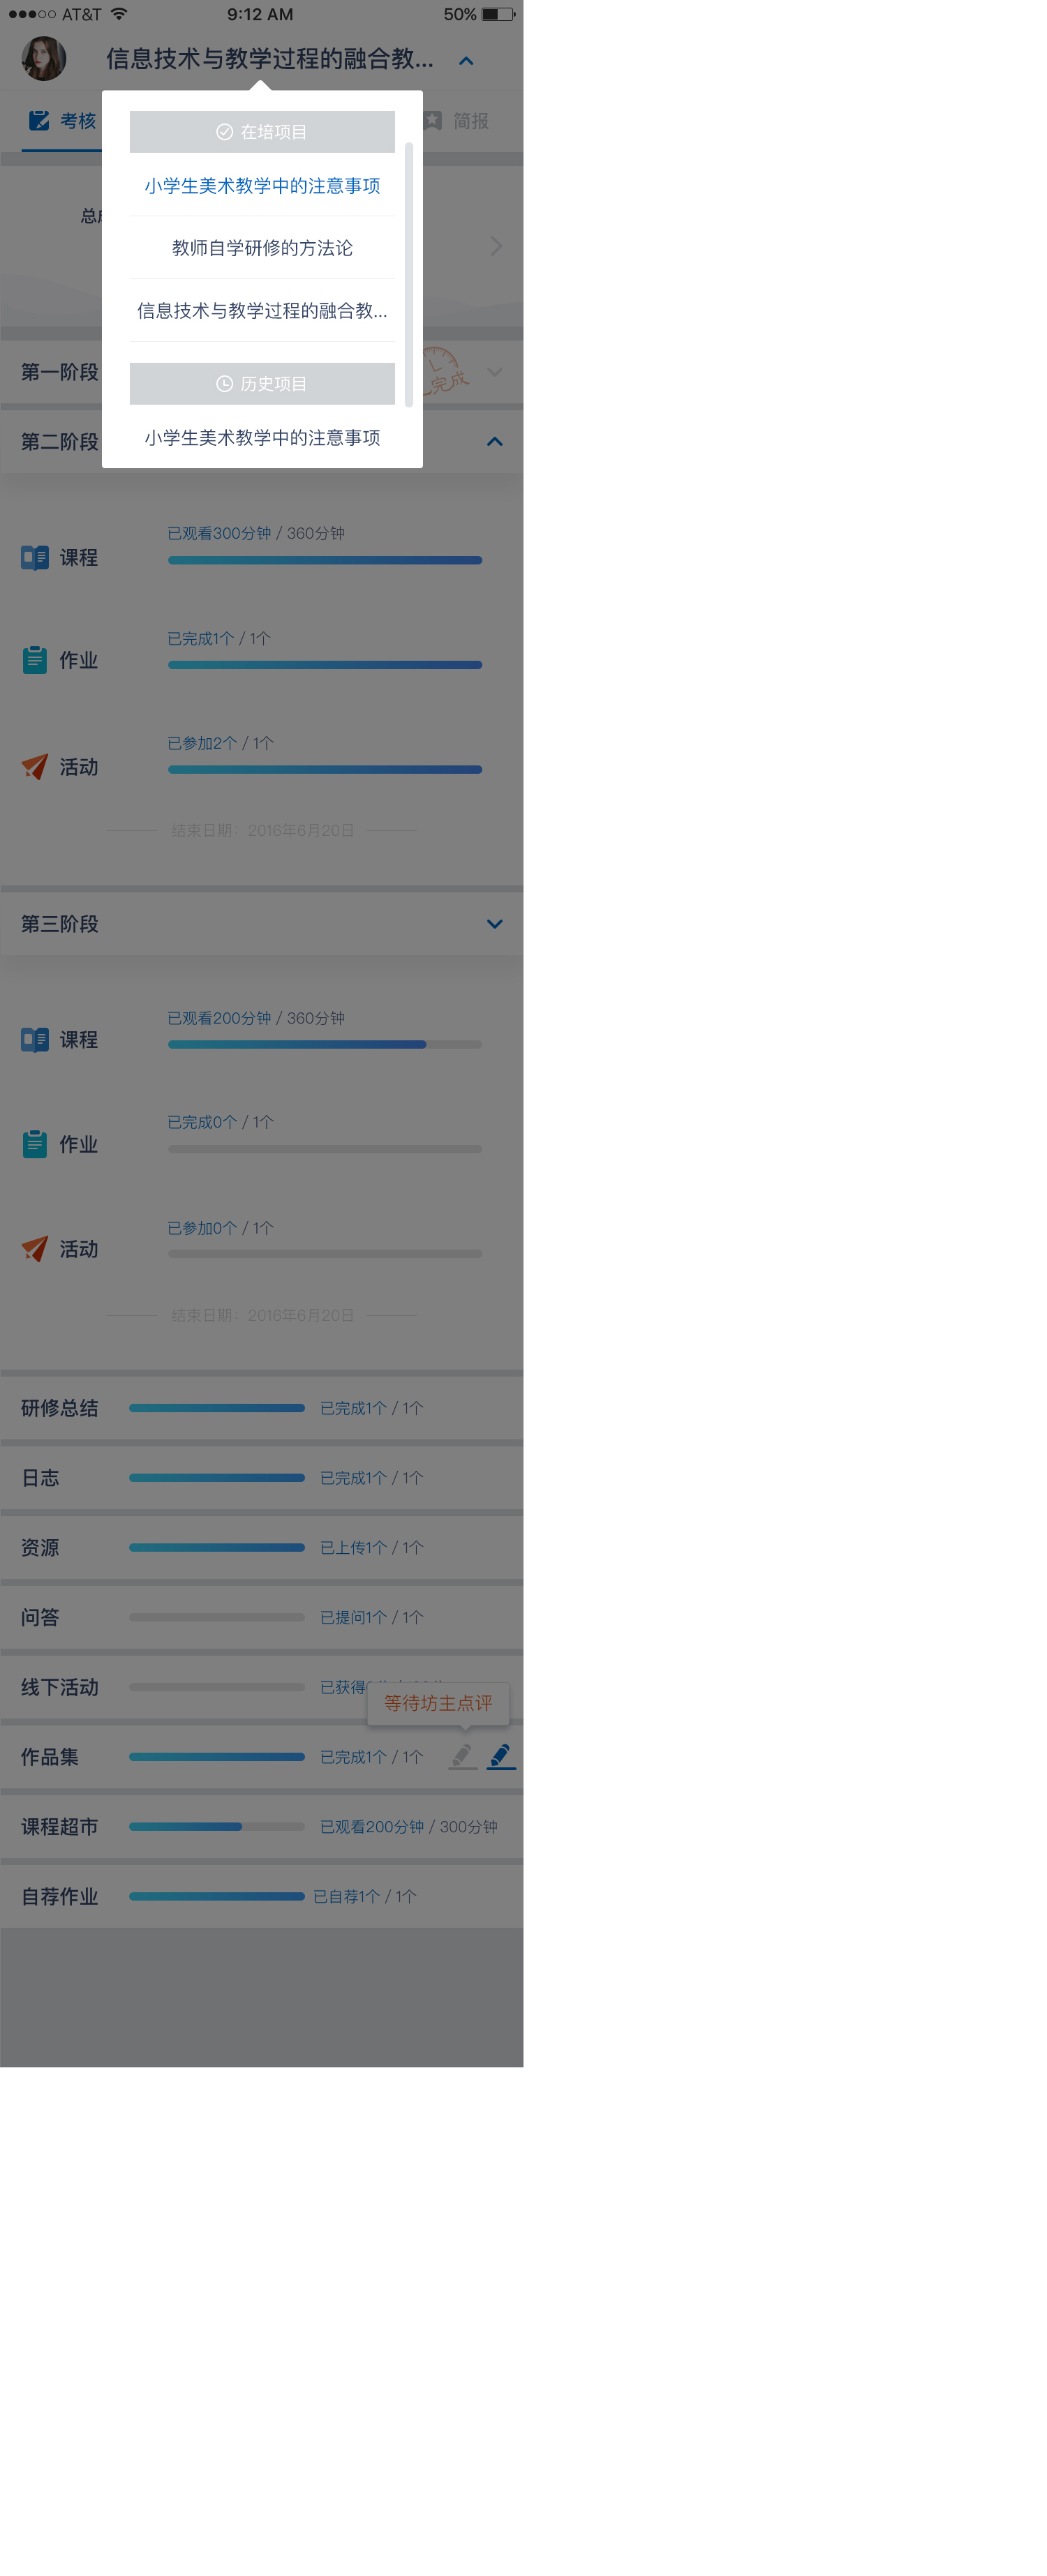 AT&T 9:12 AM 50%
信息技术与教学过程的融合教...
考核 简报
在培项目
小学生美术教学中的注意事项
总
教师自学研修的方法论
信息技术与教学过程的融合教...
第一阶段 完成
历史项目
第二阶段 小学生美术教学中的注意事项
已观看300分钟 / 360分钟
课程
已完成1个 / 1个
作业
已参加2个 / 1个
活动
结束日期：2016年6月20日
第三阶段
已观看200分钟 / 360分钟
课程
已完成0个 / 1个
作业
已参加0个 / 1个
活动
结束日期：2016年6月20日
研修总结 已完成1个 / 1个
日志 已完成1个 / 1个
资源 已上传1个 / 1个
问答 已提问1个 / 1个
线下活动 已获得
等待坊主点评
作品集 已完成1个 / 1个
课程超市 已观看200分钟 / 300分钟
自荐作业 已自荐1个 / 1个